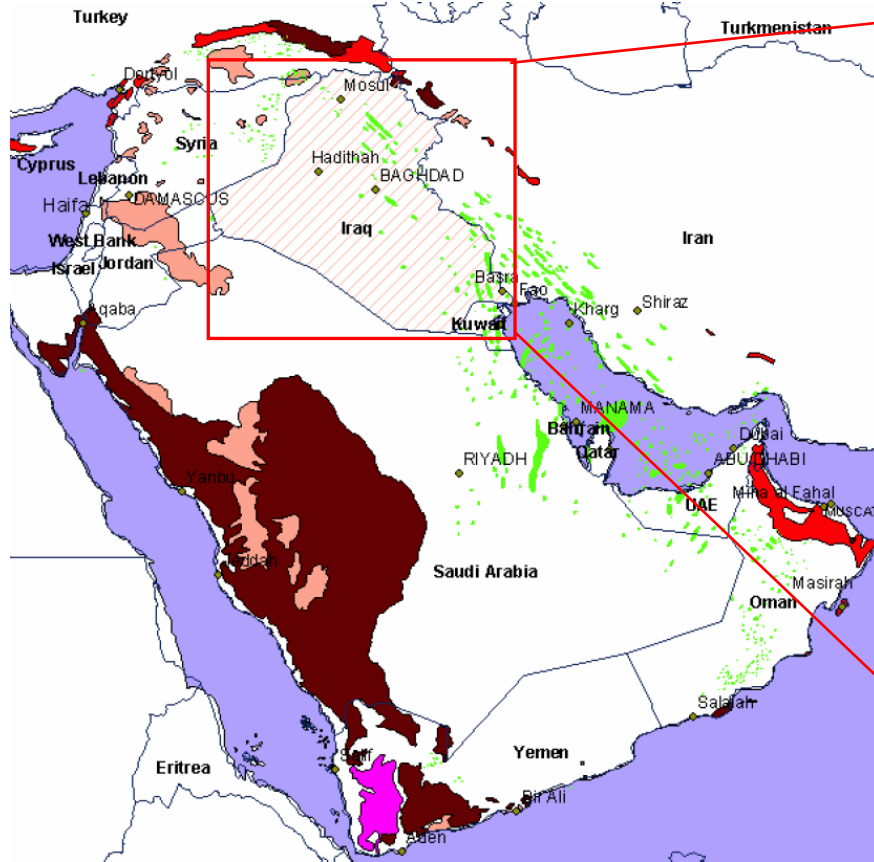 Turkey
Turkmenistan
Dortyol
Mosul
Syria
Cyprus
Hadithah
Lebanon
BAGHDAD
DAMASCUS
Haifa
West Bank
Iraq
Iran
Israel
Jordan
Basra
Fao
Aqaba
Kuwait
Kharg
Shiraz
MANAMA
Bahrain
Dubai
Qatar
RIYADH
ABU DHABI
Yanbu
UAE
Mina al Fahal
MUSCAT
Jiddah
Saudi Arabia
Masirah
Oman
Salalah
Yemen
Eritrea
Salif
Bir Ali
Aden